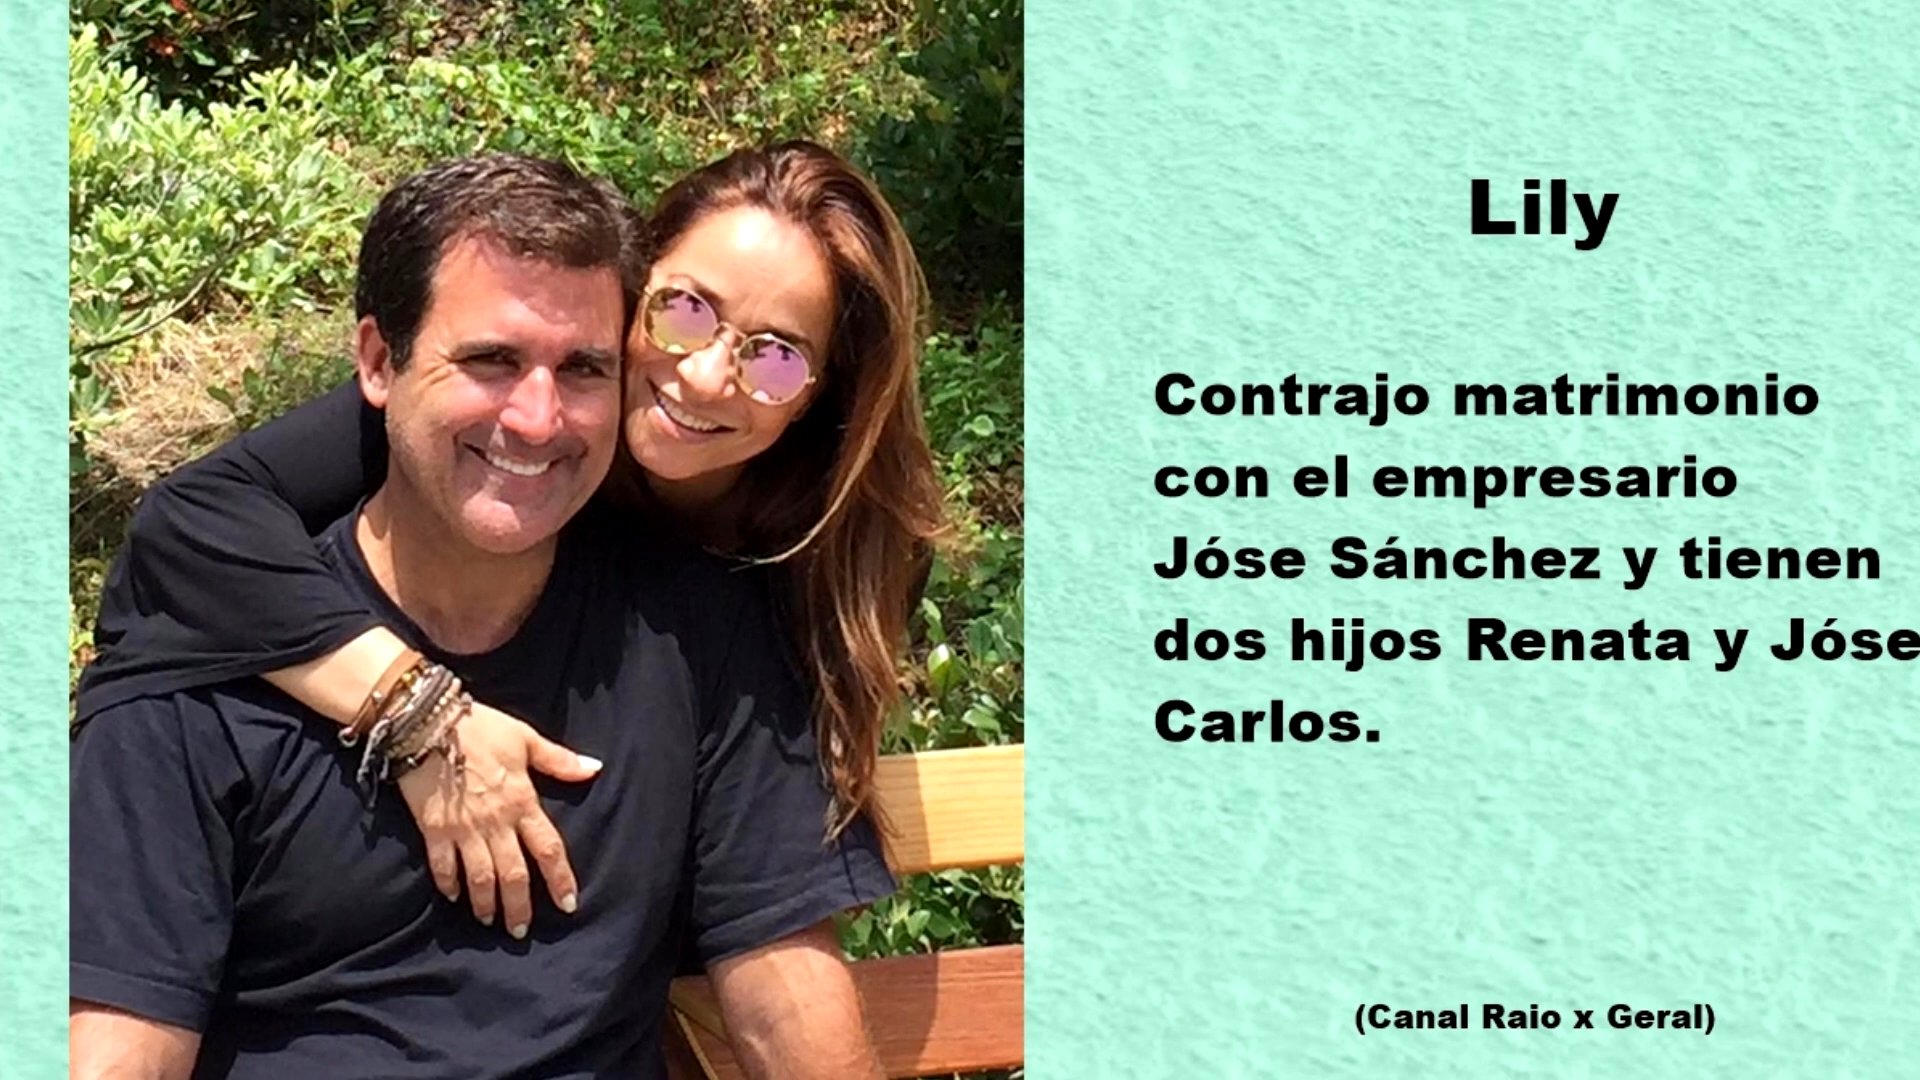 Lily
Contrajo matrimonio
con el empresario
Jóse Sánchez y tienen
dos hijos Renata y Jóse
Carlos.
(Canal Raio x Geral)